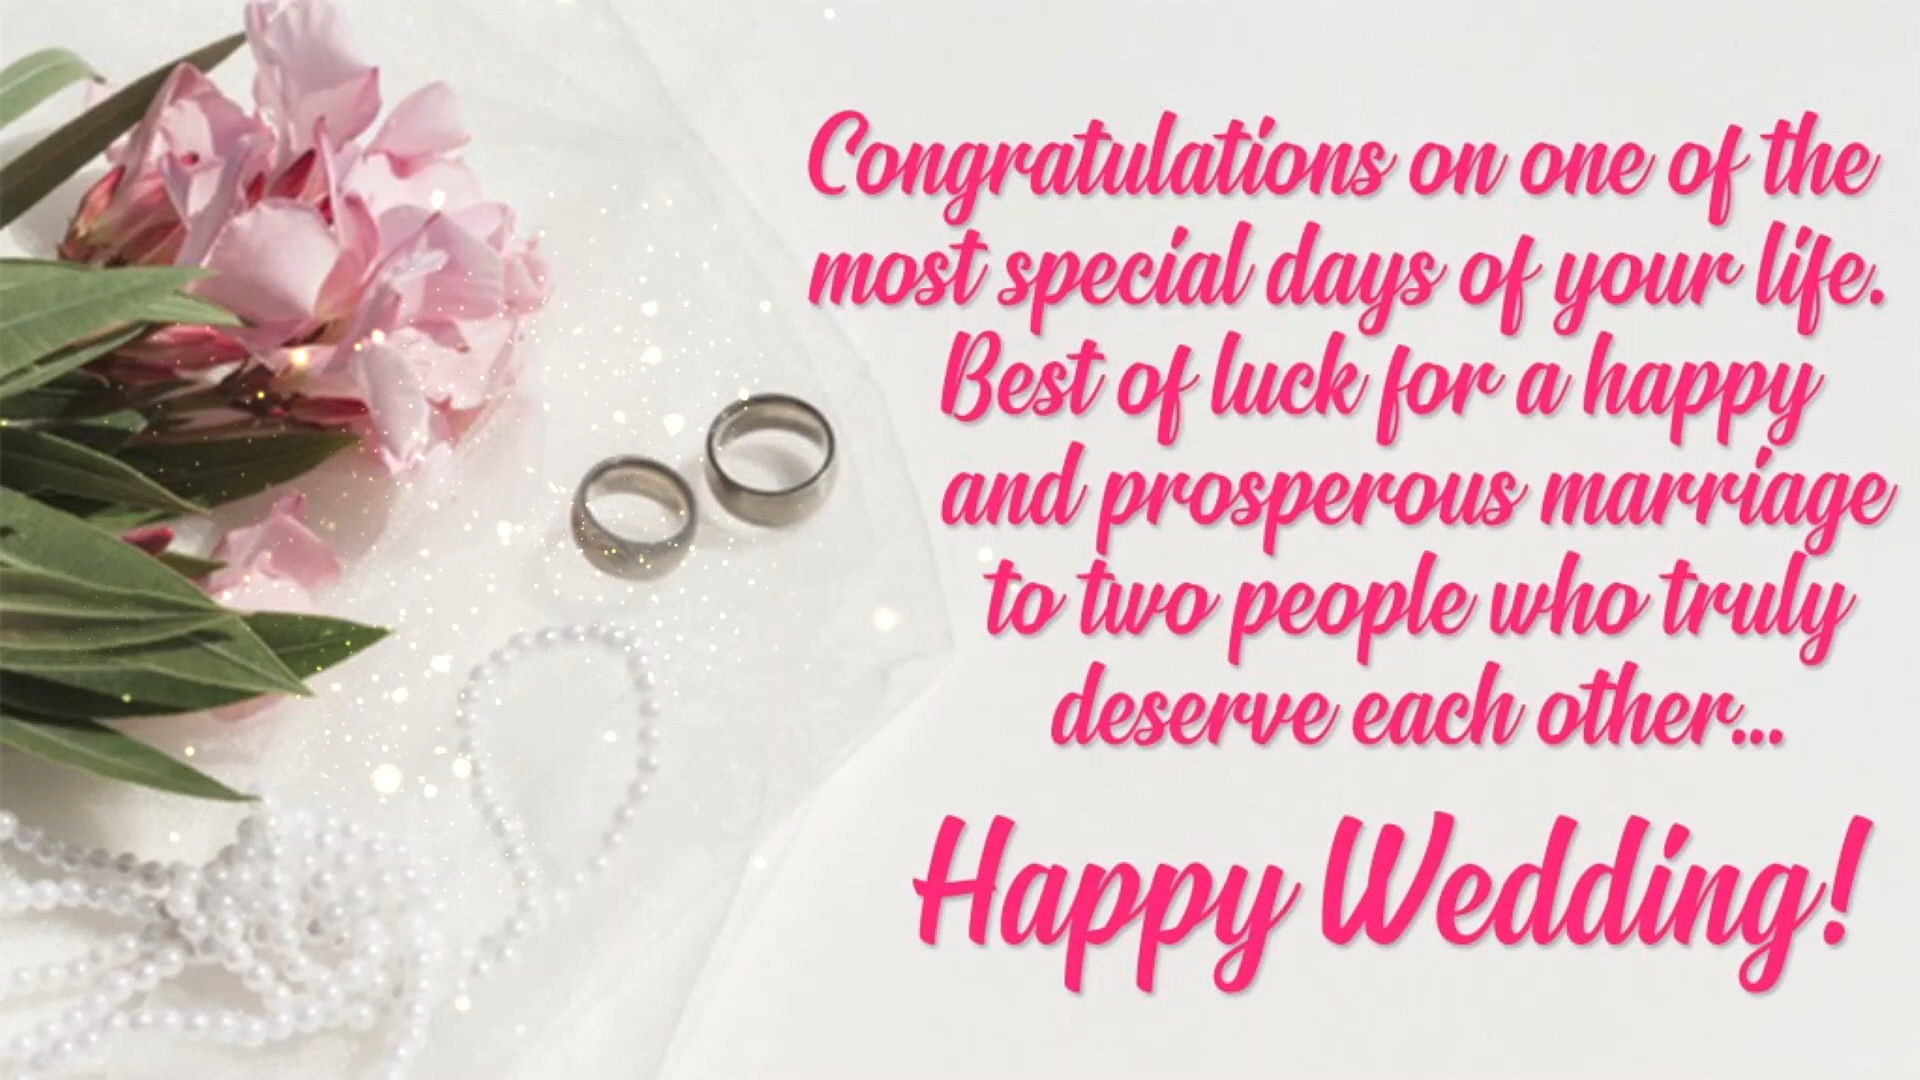 Congratulations on one of the
most special days of your life.
Best of luck for a happy
and prosperous marriage
to two people who truly
deserve each other...
Happy Wedding!